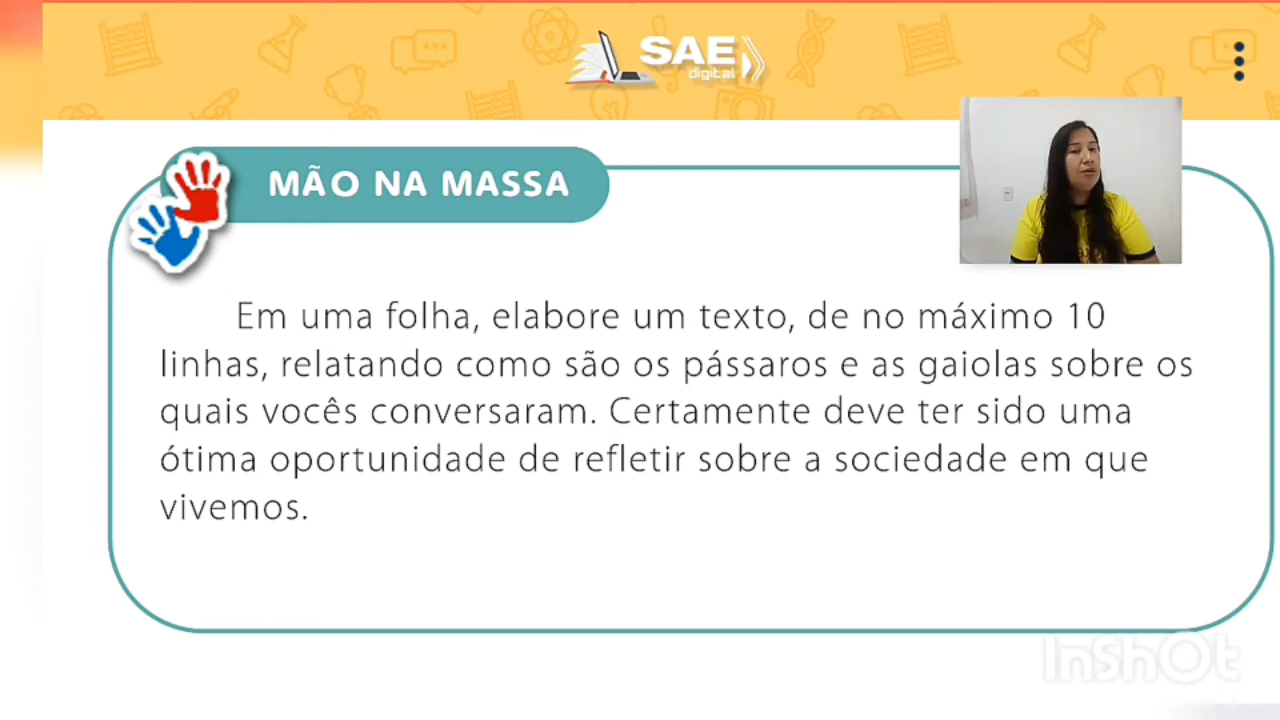 SAE
digital
MÃO NA MASSA
Em uma folha, elabore um texto, de no máximo 10
linhas, relatando como são os pássaros e as gaiolas sobre os
quais vocês conversaram. Certamente deve ter sido uma
ótima oportunidade de refletir sobre a sociedade em que
vivemos.
InShOt